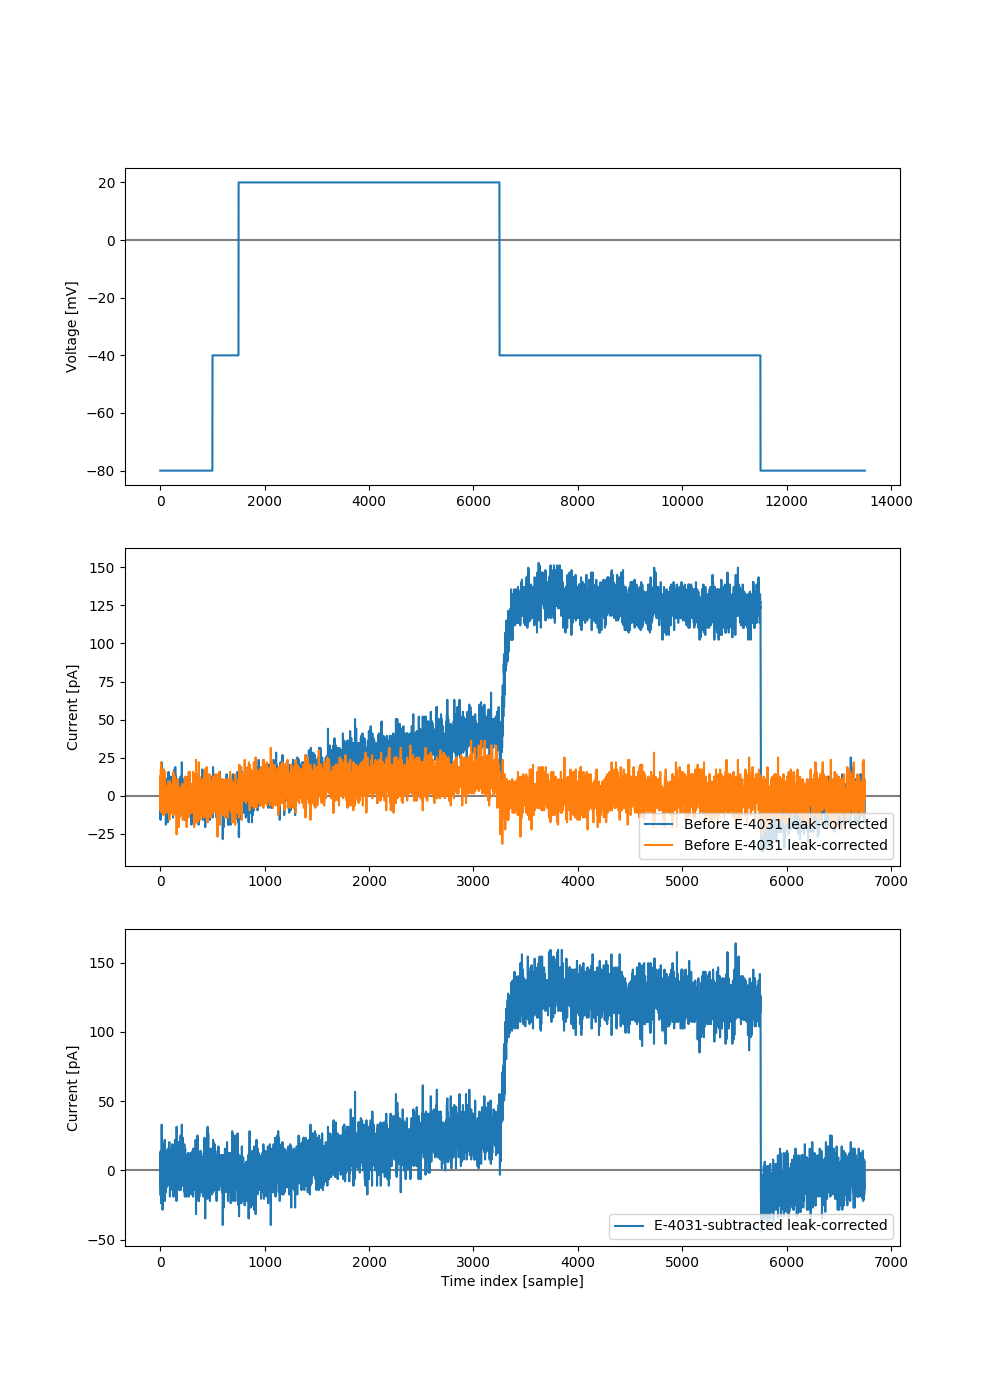 20
0
−20
−40
−60
−80
Voltage [mV]
0 2000 4000 6000 8000 10000 12000 14000
150
125
100
75
50
25
0
−25
Current [pA]
Before E-4031 leak-corrected
Before E-4031 leak-corrected
0 1000 2000 3000 4000 5000 6000 7000
150
100
50
0
−50
Current [pA]
E-4031-subtracted leak-corrected
0 1000 2000 3000 4000 5000 6000 7000
Time index [sample]